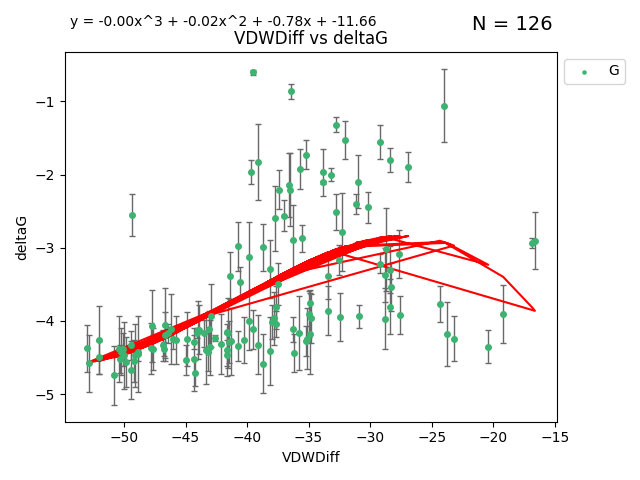 y = -0.00x^3 + -0.02x^2 + -0.78x + -11.66
N = 126
VDWDiff vs deltaG
G
−1
−2
−3
−4
−5
deltaG
−50 −45 −40 −35 −30 −25 −20 −15
VDWDiff